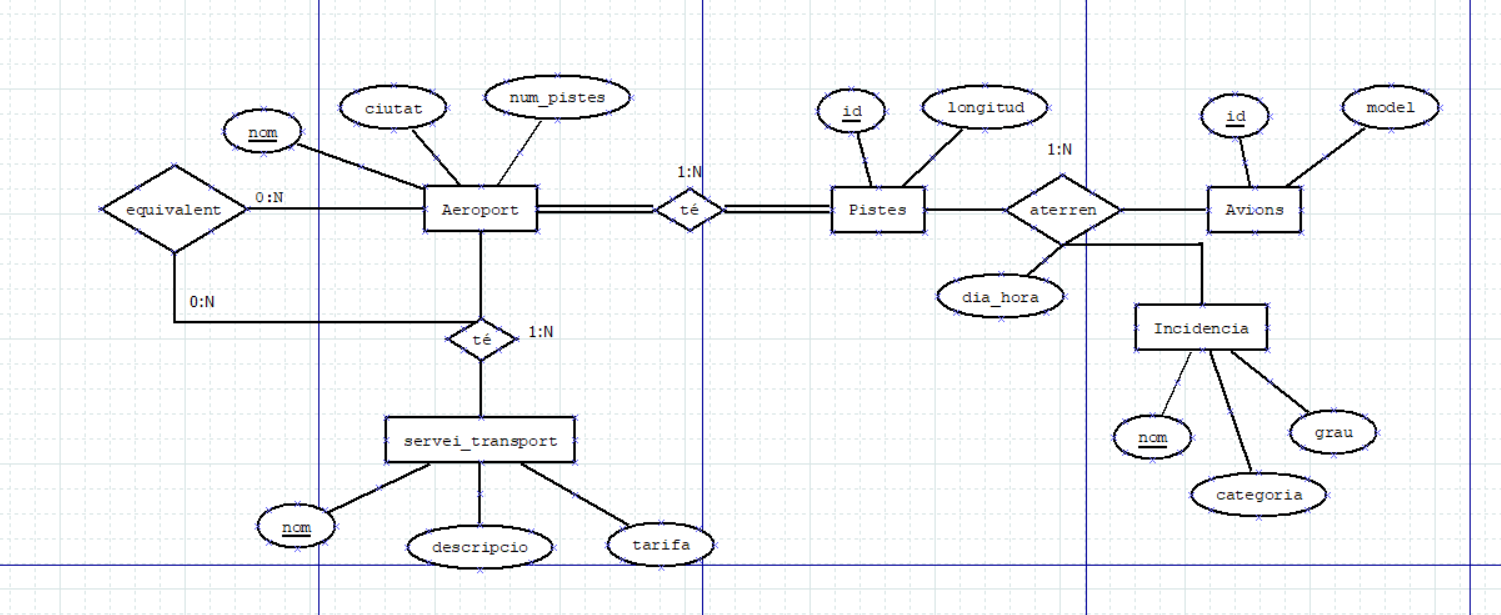 nom
ciutat
num_pistes
id
longitud
id
model
1:N
1:N
equivalent
0:N
Aeroport
té
Pistes
aterren
Avions
dia_hora
0:N
té
1:N
Incidencia
servei_transport
nom
grau
categoria
nom
descripcio
tarifa